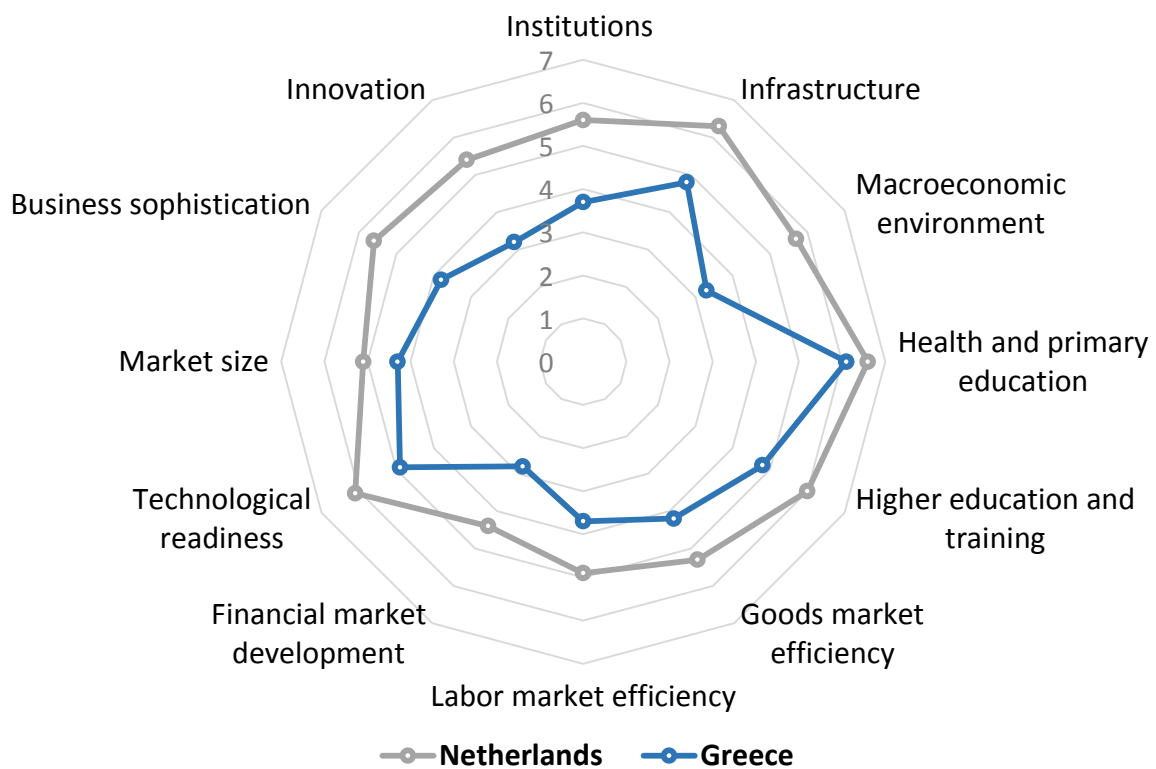 Institutions
7
Innovation
Infrastructure
6
5
Business sophistication
Macroeconomic
environment
4
3
2
1
Market size
0
Health and primary
education
Technological
readiness
Higher education and
training
Financial market
development
Goods market
efficiency
Labor market efficiency
Netherlands
Greece